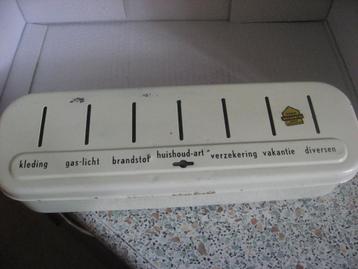 kleding gas-licht brandstof huishoud-art verzekering vakantie diversen